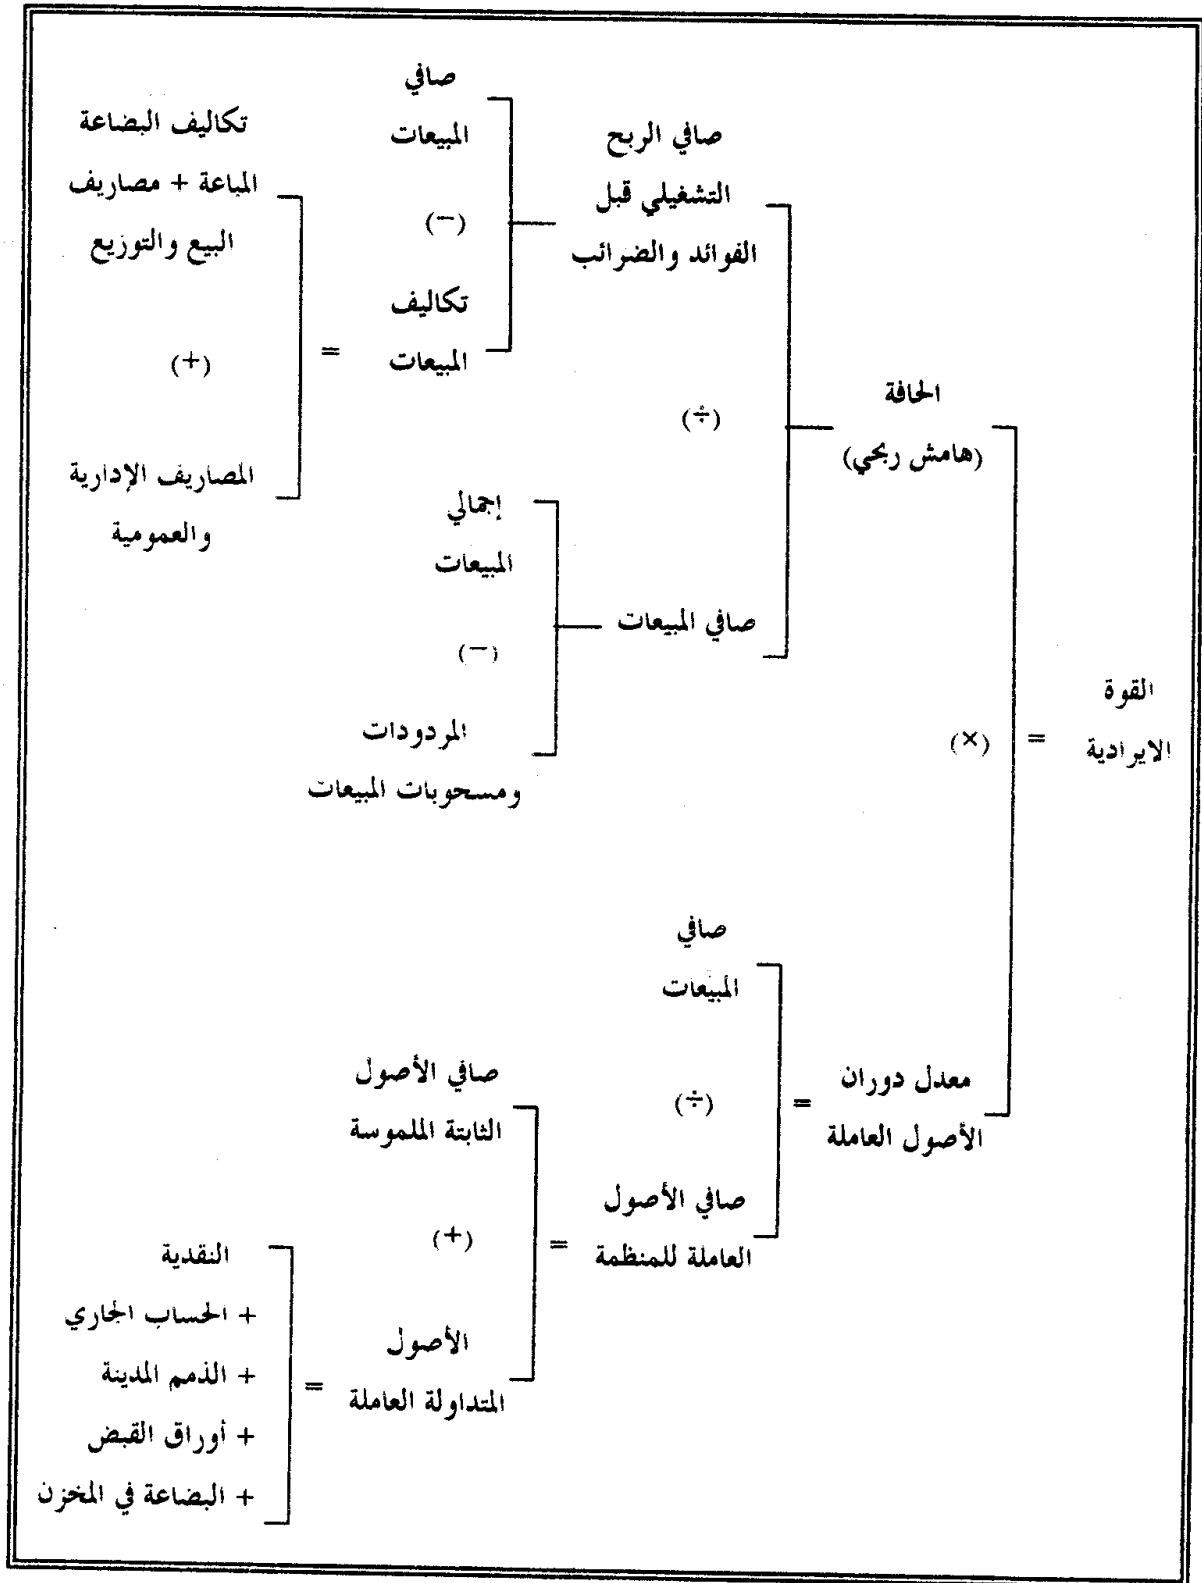 القوة
الايرادية
=
(×)
الحافة
(هامش ربحي)
صافي الربح
التشغيلي قبل
الفوائد والضرائب
(÷)
صافي المبيعات
صافي
المبيعات
(−)
تكاليف
المبيعات
=
تكاليف البضاعة
المباعة + مصاريف
البيع والتوزيع
(+)
المصاريف الإدارية
والعمومية
إجمالي
المبيعات
(−)
المردودات
ومسحوبات المبيعات
معدل دوران
الأصول العاملة
=
صافي
المبيعات
(÷)
صافي الأصول
العاملة للمنظمة
=
صافي الأصول
الثابتة الملموسة
(+)
الأصول
المتداولة العاملة
=
النقدية
+ الحساب الجاري
+ الذمم المدينة
+ أوراق القبض
+ البضاعة في المخزن